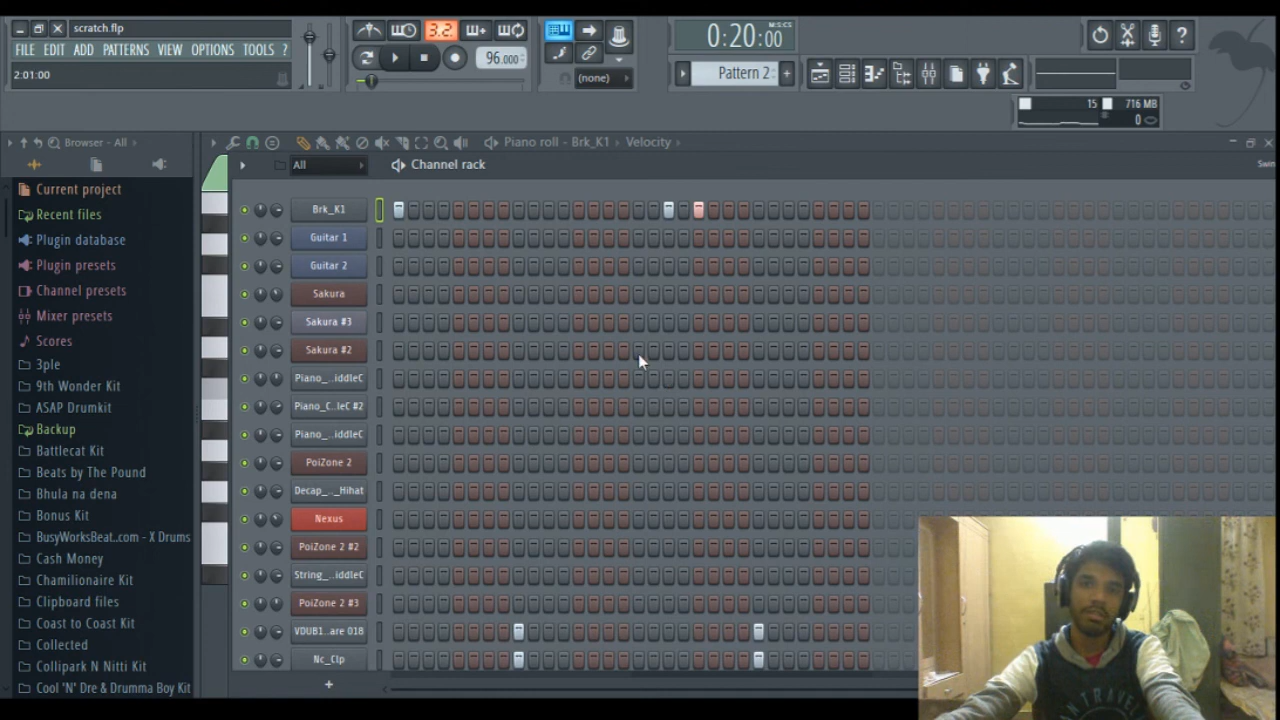 scratch.flp
FILE EDIT ADD PATTERNS VIEW OPTIONS TOOLS ?
2:01:00
3.2.
96.000
(none)
M:S:CS
0:20:00
Pattern 2
15 716 MB
0
Browser - All
Piano roll - Brk_K1 Velocity
All
Channel rack
Swin
Current project
Recent files
Plugin database
Plugin presets
Channel presets
Mixer presets
Scores
3ple
9th Wonder Kit
ASAP Drumkit
Backup
Battlecat Kit
Beats by The Pound
Bhula na dena
Bonus Kit
BusyWorksBeat..com - X Drums
Cash Money
Chamilionaire Kit
Clipboard files
Coast to Coast Kit
Collected
Collipark N Nitti Kit
Cool 'N' Dre & Drumma Boy Kit
Brk_K1
Guitar 1
Guitar 2
Sakura
Sakura #3
Sakura #2
Piano_...iddleC
Piano_C..leC #2
Piano_...iddleC
PoiZone 2
Decap_..._Hihat
Nexus
PoiZone 2 #2
String_...iddleC
PoiZone 2 #3
VDUB1...are 018
Nc_Clp
+